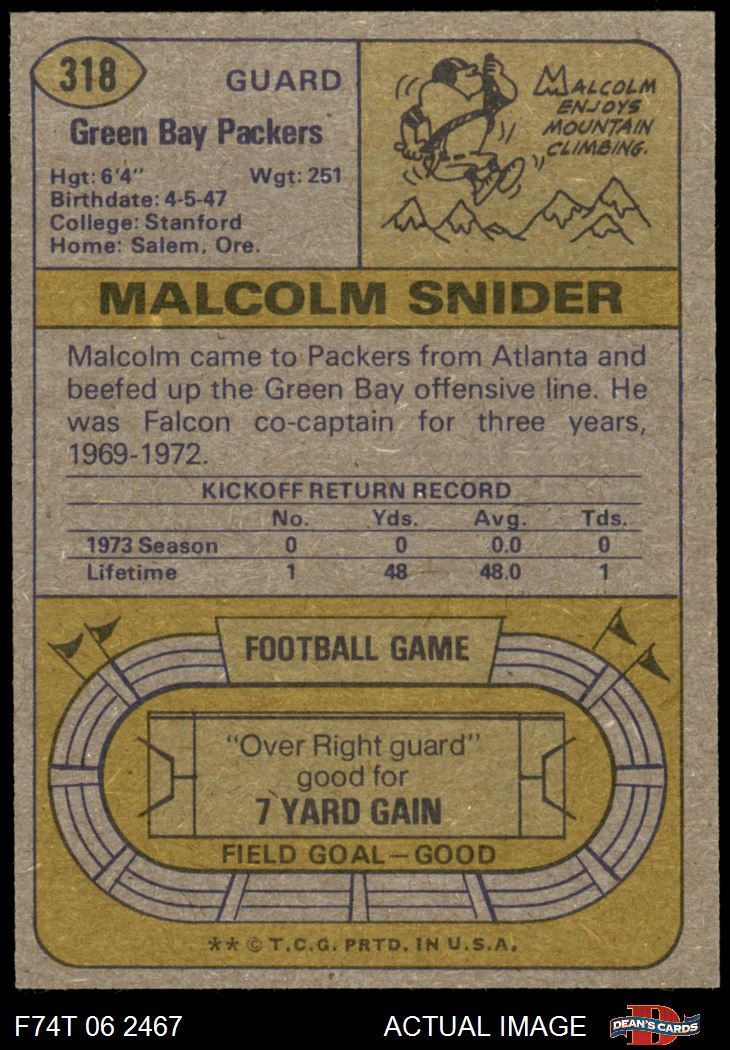 318
GUARD
Green Bay Packers
Hgt: 6'4" Wgt: 251
Birthdate: 4-5-47
College: Stanford
Home: Salem, Ore.
MALCOLM
ENJOYS
MOUNTAIN
CLIMBING.
MALCOLM SNIDER
Malcolm came to Packers from Atlanta and
beefed up the Green Bay offensive line. He
was Falcon co-captain for three years,
1969-1972.
KICKOFF RETURN RECORD
No. Yds. Avg. Tds.
1973 Season 0 0 0.0 0
Lifetime 1 48 48.0 1
FOOTBALL GAME
"Over Right guard"
good for
7 YARD GAIN
FIELD GOAL—GOOD
** © T.C.G. PRTD. IN U.S.A.
F74T 06 2467 ACTUAL IMAGE
D
DEAN'S CARDS